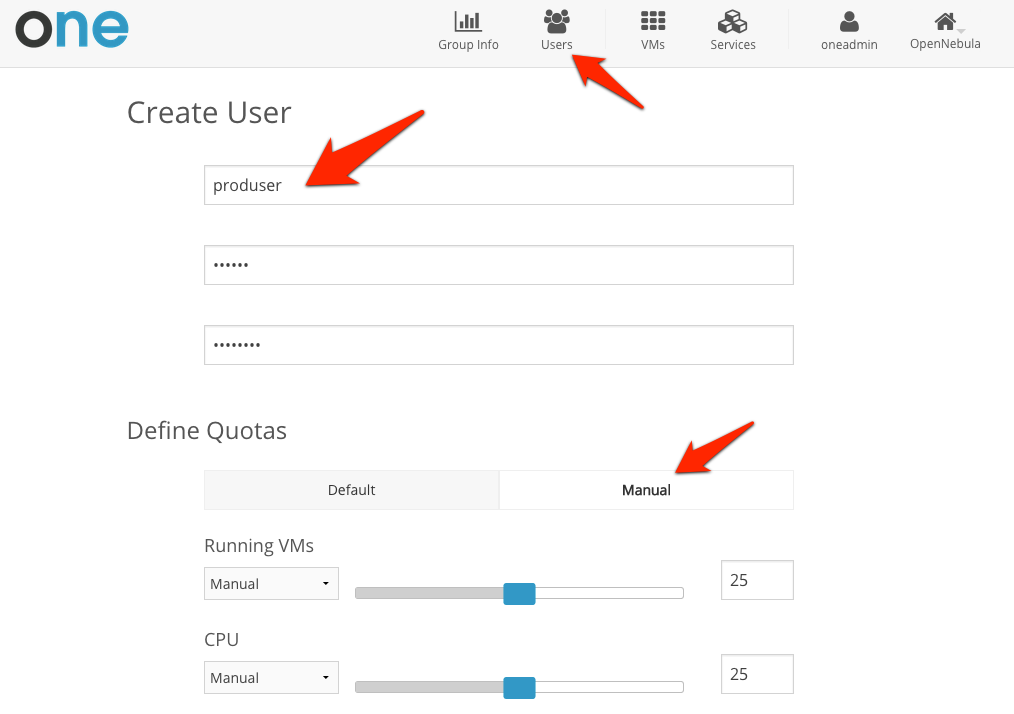 one
Group Info
Users
VMs
Services
oneadmin
OpenNebula
Create User
produser
••••••
••••••••
Define Quotas
Default
Manual
Running VMs
Manual
25
CPU
Manual
25